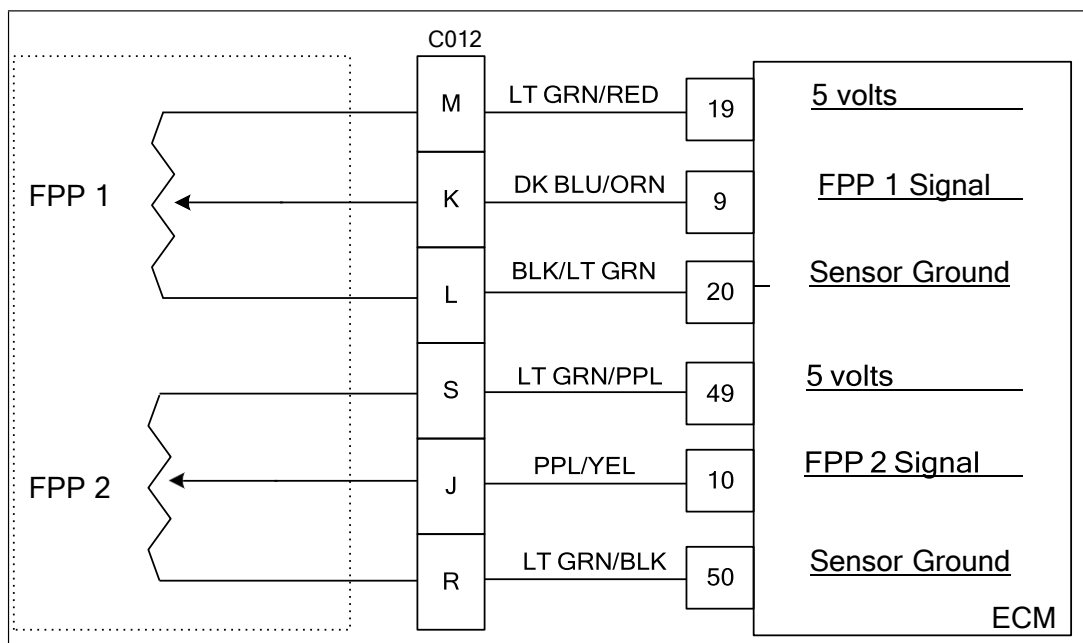 C012
M LT GRN/RED 19 5 volts
FPP 1 K DK BLU/ORN 9 FPP 1 Signal
L BLK/LT GRN 20 Sensor Ground
S LT GRN/PPL 49 5 volts
FPP 2 J PPL/YEL 10 FPP 2 Signal
R LT GRN/BLK 50 Sensor Ground
ECM